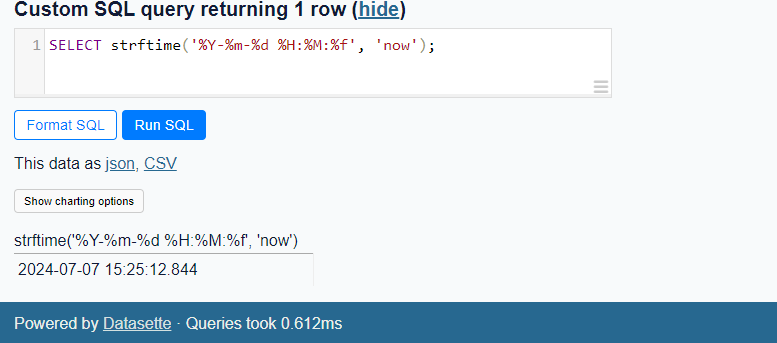 Custom SQL query returning 1 row (hide)
1 SELECT strftime('%Y-%m-%d %H:%M:%f', 'now');
Format SQL Run SQL
This data as json, CSV
Show charting options
strftime('%Y-%m-%d %H:%M:%f', 'now')
2024-07-07 15:25:12.844
Powered by Datasette · Queries took 0.612ms